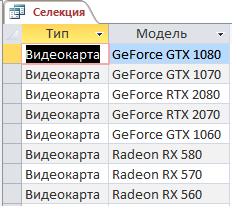 Селекция
Тип Модель
Видеокарта GeForce GTX 1080
Видеокарта GeForce GTX 1070
Видеокарта GeForce RTX 2080
Видеокарта GeForce RTX 2070
Видеокарта GeForce GTX 1060
Видеокарта Radeon RX 580
Видеокарта Radeon RX 570
Видеокарта Radeon RX 560